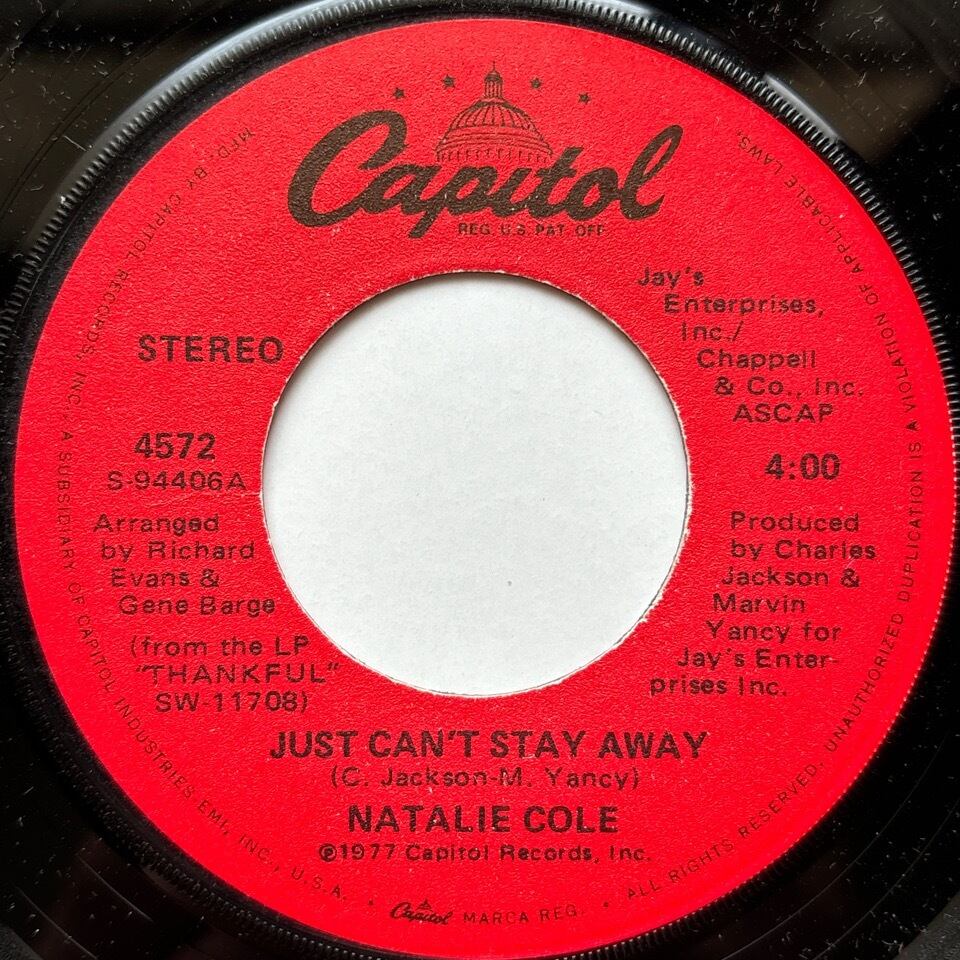 Capitol
REG. U.S. PAT. OFF.
STEREO
4572
S-94406A
Arranged
by Richard
Evans &
Gene Barge
(from the LP
"THANKFUL"
SW-11708)
Jay's
Enterprises,
Inc./
Chappell
& Co., Inc.
ASCAP
4:00
Produced
by Charles
Jackson &
Marvin
Yancy for
Jay's Enter-
prises Inc.
JUST CAN'T STAY AWAY
(C. Jackson-M. Yancy)
NATALIE COLE
℗1977 Capitol Records, Inc.
MFD. BY CAPITOL RECORDS, INC., A SUBSIDIARY OF CAPITOL INDUSTRIES EMI, INC., U.S.A. • Capitol MARCA REG. • ALL RIGHTS RESERVED. UNAUTHORIZED DUPLICATION IS A VIOLATION OF APPLICABLE LAWS.